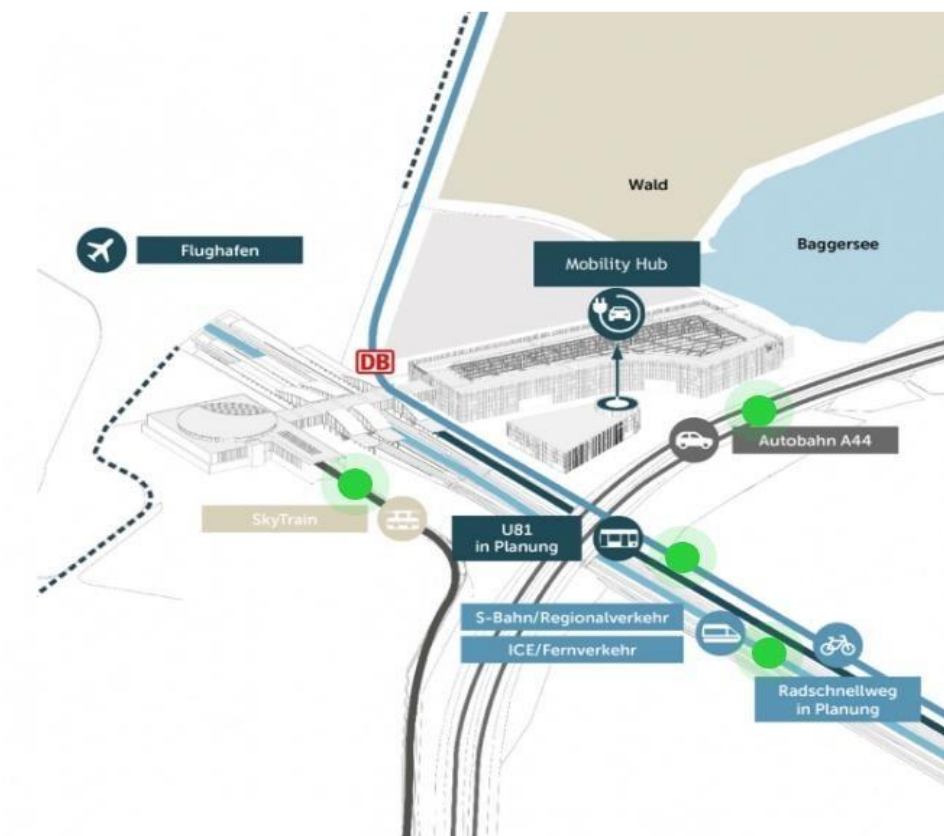 Wald
Baggersee
Flughafen
Mobility Hub
DB
Autobahn A44
SkyTrain
U81
in Planung
S-Bahn/Regionalverkehr
ICE/Fernverkehr
Radschnellweg
in Planung